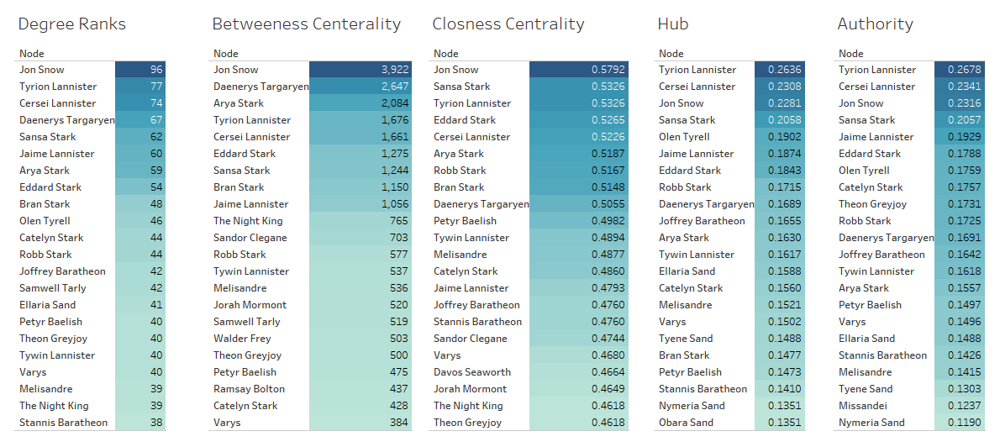 Degree Ranks
Node
Jon Snow 96
Tyrion Lannister 77
Cersei Lannister 74
Daenerys Targaryen 67
Sansa Stark 62
Jaime Lannister 60
Arya Stark 59
Eddard Stark 54
Bran Stark 48
Olen Tyrell 46
Catelyn Stark 44
Robb Stark 44
Joffrey Baratheon 42
Samwell Tarly 42
Ellaria Sand 41
Petyr Baelish 40
Theon Greyjoy 40
Tywin Lannister 40
Varys 40
Melisandre 39
The Night King 39
Stannis Baratheon 38
Betweeness Centerality
Node
Jon Snow 3,922
Daenerys Targaryen 2,647
Arya Stark 2,084
Tyrion Lannister 1,676
Cersei Lannister 1,661
Eddard Stark 1,275
Sansa Stark 1,244
Bran Stark 1,150
Jaime Lannister 1,056
The Night King 765
Sandor Clegane 703
Robb Stark 577
Tywin Lannister 537
Melisandre 536
Jorah Mormont 520
Samwell Tarly 519
Walder Frey 503
Theon Greyjoy 500
Petyr Baelish 475
Ramsay Bolton 437
Catelyn Stark 428
Varys 384
Closness Centrality
Node
Jon Snow 0.5792
Sansa Stark 0.5326
Tyrion Lannister 0.5326
Eddard Stark 0.5265
Cersei Lannister 0.5226
Arya Stark 0.5187
Robb Stark 0.5167
Bran Stark 0.5148
Daenerys Targaryen 0.5055
Petyr Baelish 0.4982
Tywin Lannister 0.4894
Melisandre 0.4877
Catelyn Stark 0.4860
Jaime Lannister 0.4793
Joffrey Baratheon 0.4760
Stannis Baratheon 0.4760
Sandor Clegane 0.4744
Varys 0.4680
Davos Seaworth 0.4664
Jorah Mormont 0.4649
The Night King 0.4618
Theon Greyjoy 0.4618
Hub
Node
Tyrion Lannister 0.2636
Cersei Lannister 0.2308
Jon Snow 0.2281
Sansa Stark 0.2058
Olen Tyrell 0.1902
Jaime Lannister 0.1874
Eddard Stark 0.1843
Robb Stark 0.1715
Daenerys Targaryen 0.1689
Joffrey Baratheon 0.1655
Arya Stark 0.1630
Tywin Lannister 0.1617
Ellaria Sand 0.1588
Catelyn Stark 0.1560
Melisandre 0.1521
Varys 0.1502
Tyene Sand 0.1488
Bran Stark 0.1477
Petyr Baelish 0.1473
Stannis Baratheon 0.1410
Nymeria Sand 0.1351
Obara Sand 0.1351
Authority
Node
Tyrion Lannister 0.2678
Cersei Lannister 0.2341
Jon Snow 0.2316
Sansa Stark 0.2057
Jaime Lannister 0.1929
Eddard Stark 0.1788
Olen Tyrell 0.1759
Catelyn Stark 0.1757
Theon Greyjoy 0.1731
Robb Stark 0.1725
Daenerys Targaryen 0.1691
Joffrey Baratheon 0.1642
Tywin Lannister 0.1618
Arya Stark 0.1557
Petyr Baelish 0.1497
Varys 0.1496
Ellaria Sand 0.1488
Stannis Baratheon 0.1426
Melisandre 0.1415
Tyene Sand 0.1303
Missandei 0.1237
Nymeria Sand 0.1190